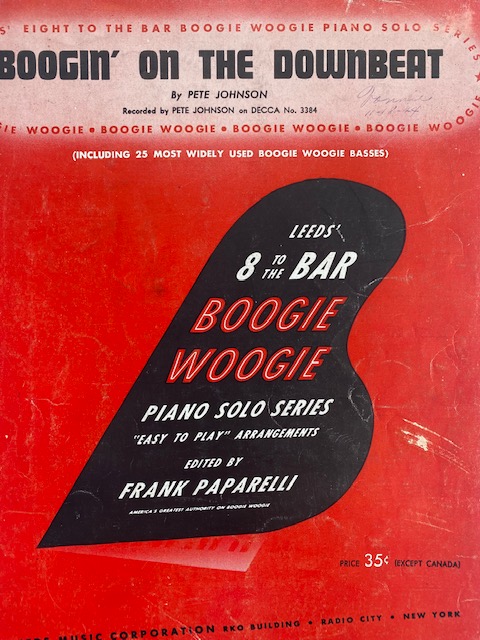 S' EIGHT TO THE BAR BOOGIE WOOGIE PIANO SOLO SERIES
BOOGIN' ON THE DOWNBEAT
By PETE JOHNSON
Recorded by PETE JOHNSON on DECCA No. 3384
IE WOOGIE • BOOGIE WOOGIE • BOOGIE WOOGIE • BOOGIE WOOGIE
(INCLUDING 25 MOST WIDELY USED BOOGIE WOOGIE BASSES)
LEEDS'
8 TO THE BAR
BOOGIE
WOOGIE
PIANO SOLO SERIES
"EASY TO PLAY" ARRANGEMENTS
EDITED BY
FRANK PAPARELLI
AMERICA'S GREATEST AUTHORITY ON BOOGIE WOOGIE
PRICE 35¢ (EXCEPT CANADA)
MUSIC CORPORATION RKO BUILDING • RADIO CITY • NEW YORK